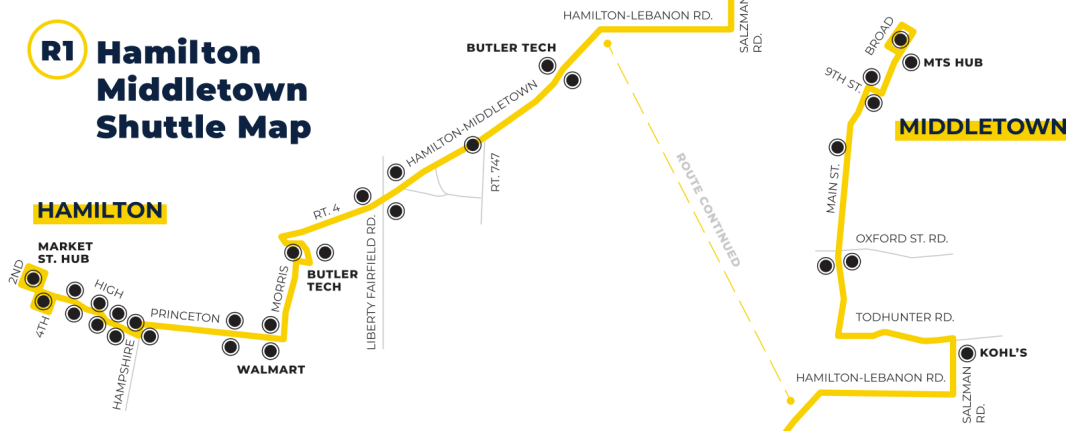 R1
Hamilton
Middletown
Shuttle Map
HAMILTON-LEBANON RD.
SALZMAN
RD.
BUTLER TECH
HAMILTON-MIDDLETOWN
RT. 747
RT. 4
LIBERTY FAIRFIELD RD.
HAMILTON
MARKET
ST. HUB
2ND
4TH
HIGH
HAMPSHIRE
PRINCETON
WALMART
MORRIS
BUTLER
TECH
ROUTE CONTINUED
BROAD
MTS HUB
9TH ST.
MIDDLETOWN
MAIN ST.
OXFORD ST. RD.
TODHUNTER RD.
KOHL'S
HAMILTON-LEBANON RD.
SALZMAN
RD.